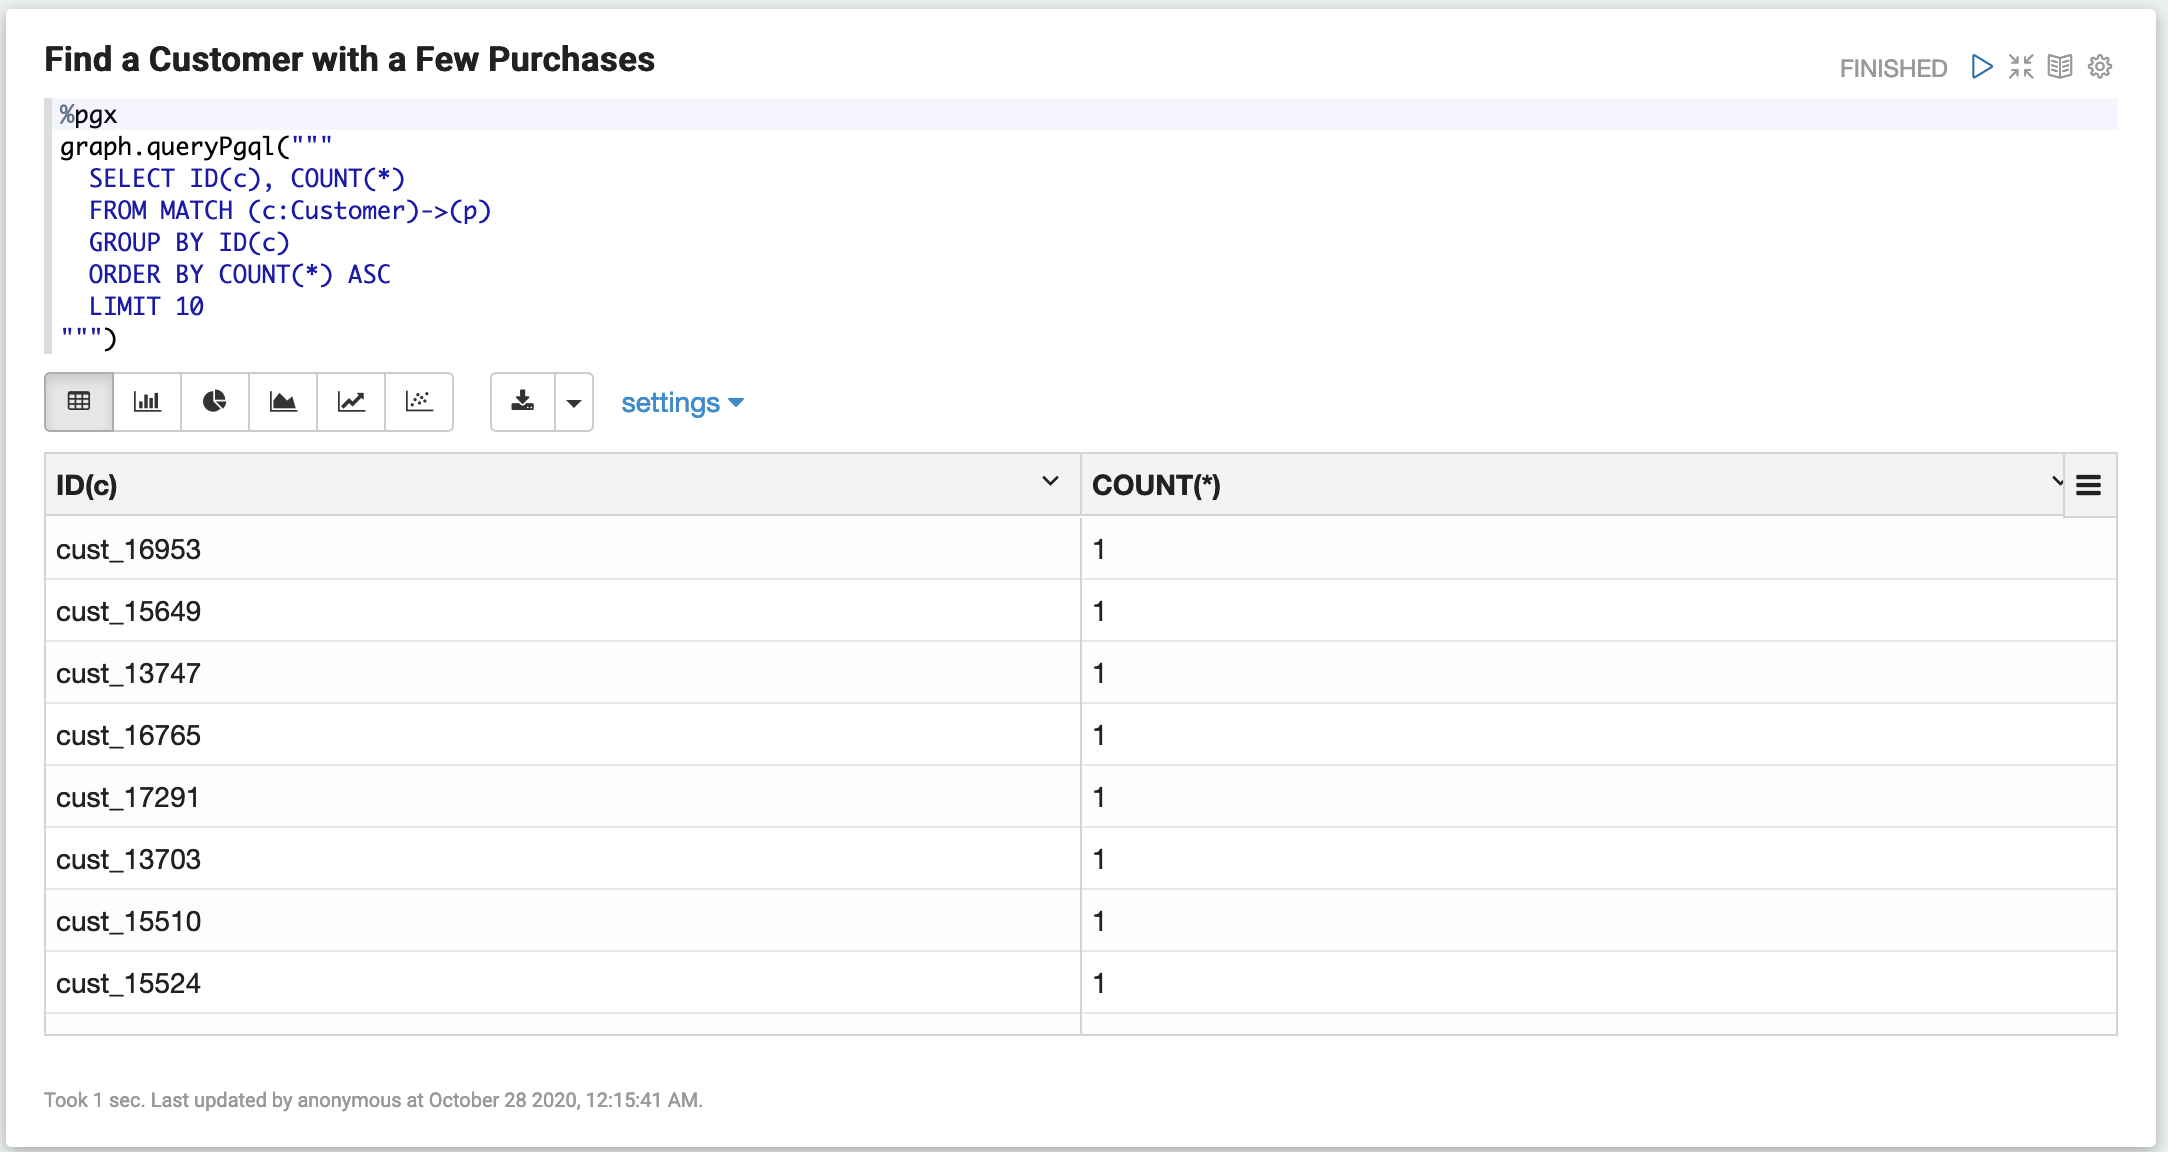 Find a Customer with a Few Purchases
FINISHED
%pgx
graph.queryPgql("""
  SELECT ID(c), COUNT(*)
  FROM MATCH (c:Customer)->(p)
  GROUP BY ID(c)
  ORDER BY COUNT(*) ASC
  LIMIT 10
""")
settings
ID(c) COUNT(*)
cust_16953 1
cust_15649 1
cust_13747 1
cust_16765 1
cust_17291 1
cust_13703 1
cust_15510 1
cust_15524 1
Took 1 sec. Last updated by anonymous at October 28 2020, 12:15:41 AM.